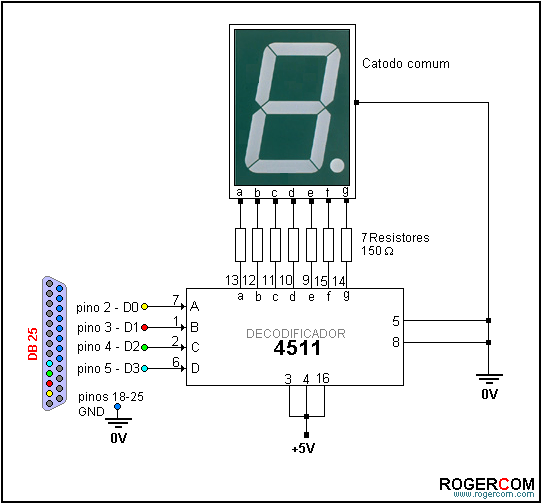 Catodo comum
a b c d e f g
7 Resistores
150 Ω
13 12 11 10 9 15 14
a b c d e f g
pino 2 - D0 7 A
pino 3 - D1 1 B
pino 4 - D2 2 C
pino 5 - D3 6 D
DECODIFICADOR
4511
5
8
DB 25
3 4 16
pinos 18-25
GND
0V
0V
+5V
ROGERCOM
www.rogercom.com